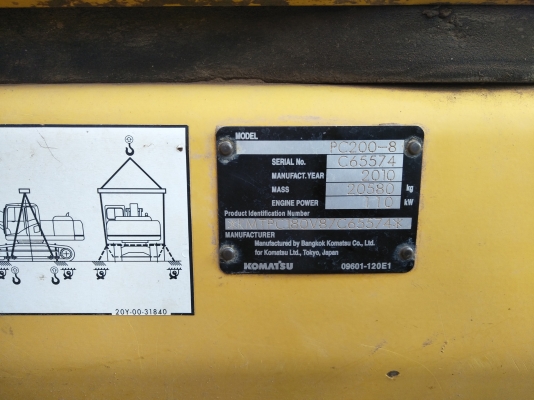 MODEL PC200-8
SERIAL No. C65574
MANUFACT.YEAR 2010
MASS 20580 kg
ENGINE POWER 110 kW
Product Identification Number
MANUFACTURER
Manufactured by Bangkok Komatsu Co., Ltd.
for Komatsu Ltd., Tokyo, Japan
KOMATSU 09601-120E1
20Y-00-31840